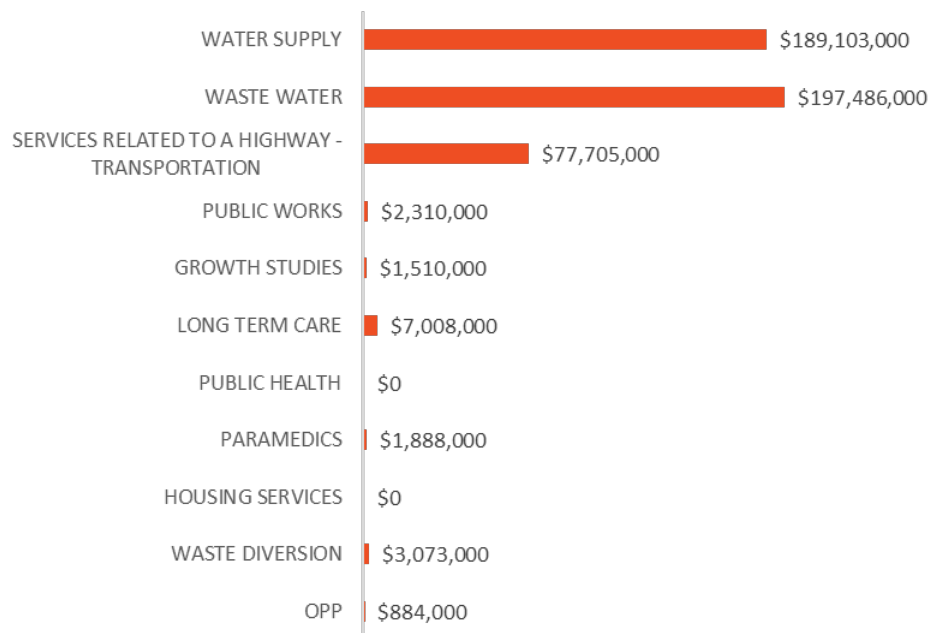 WATER SUPPLY $189,103,000
WASTE WATER $197,486,000
SERVICES RELATED TO A HIGHWAY -
TRANSPORTATION $77,705,000
PUBLIC WORKS $2,310,000
GROWTH STUDIES $1,510,000
LONG TERM CARE $7,008,000
PUBLIC HEALTH $0
PARAMEDICS $1,888,000
HOUSING SERVICES $0
WASTE DIVERSION $3,073,000
OPP $884,000